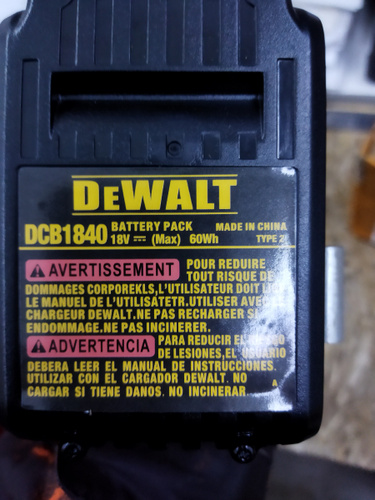 DEWALT
DCB1840 BATTERY PACK MADE IN CHINA
18V ⎓ (Max) 60Wh TYPE 2
AVERTISSEMENT POUR REDUIRE
TOUT RISQUE DE
DOMMAGES CORPOREKLS,L'UTILISATEUR DOIT
LE MANUEL DE L'UTILISATETR.UTILISER
CHARGEUR DEWALT.NE PAS RECHARGER SI
ENDOMMAGE.NE PAS INCINERER.
ADVERTENCIA PARA REDUCIR EL
DE LESIONES,EL USUARIO
DEBERA LEER EL MANUAL DE INSTRUCCIONES.
UTILIZAR CON EL CARGADOR DEWALT. NO
CARGAR SI TIENE DANOS. NO INCINERAR.
A